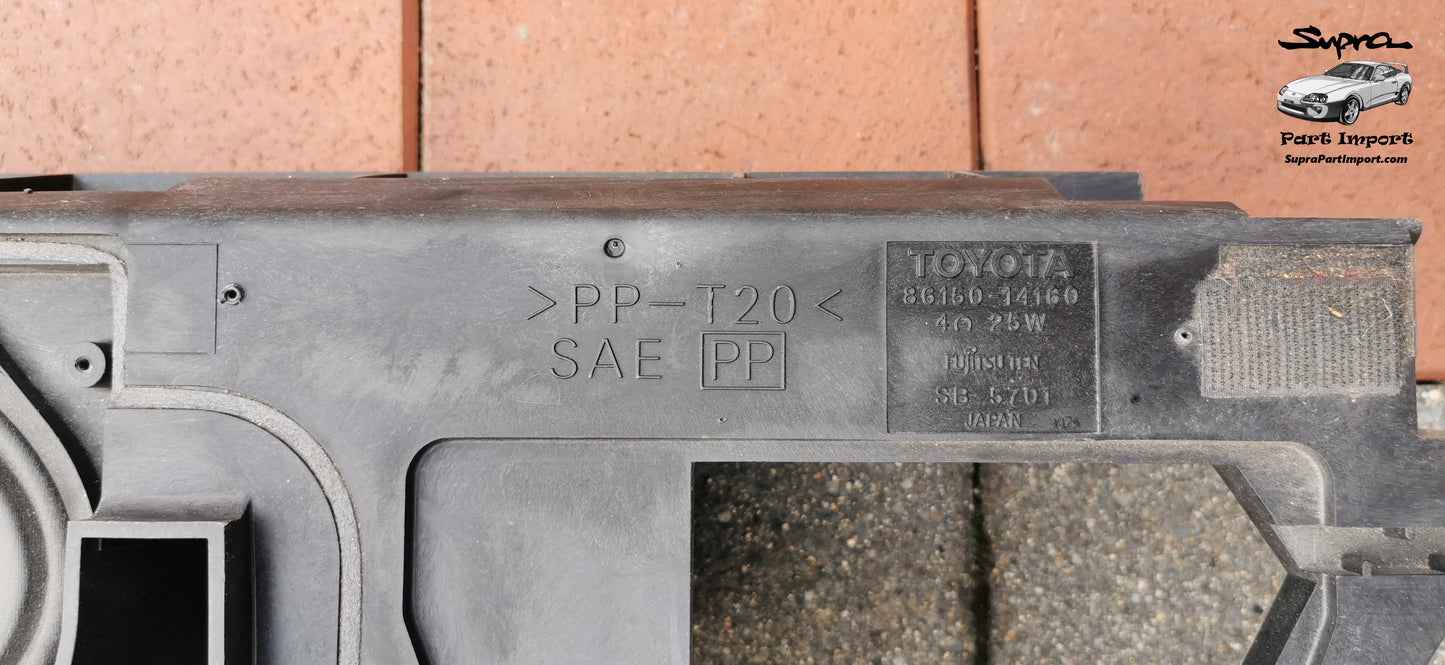 Supra
Part Import
SupraPartImport.com
>PP-T20<
SAE PP
TOYOTA
86150-14160
4Ω 25W
FUJITSU TEN
SB-5701
JAPAN